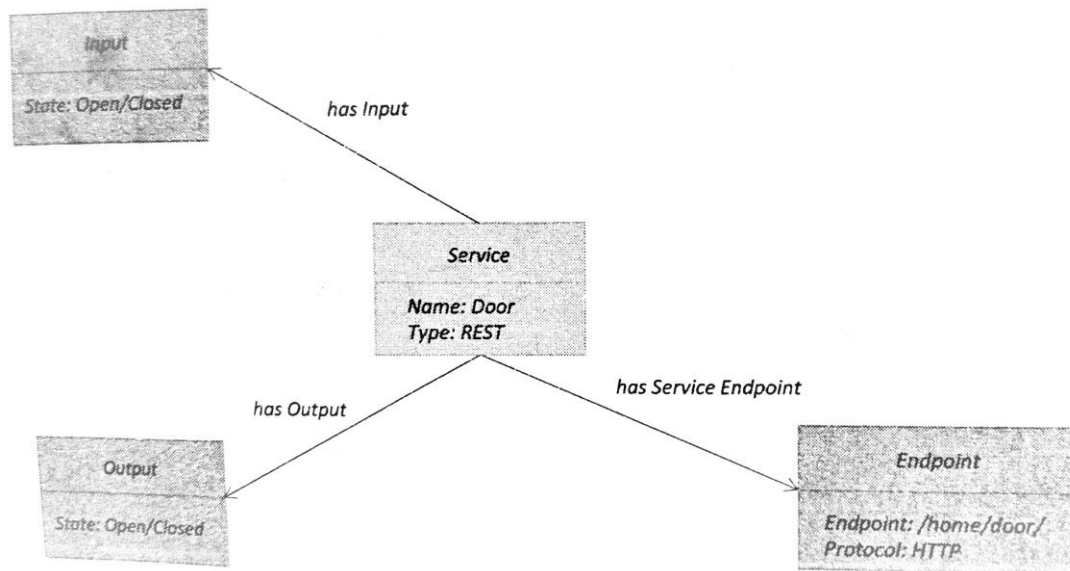 Input
State: Open/Closed
has Input
Service
Name: Door
Type: REST
has Service Endpoint
has Output
Output
State: Open/Closed
Endpoint
Endpoint: /home/door/
Protocol: HTTP